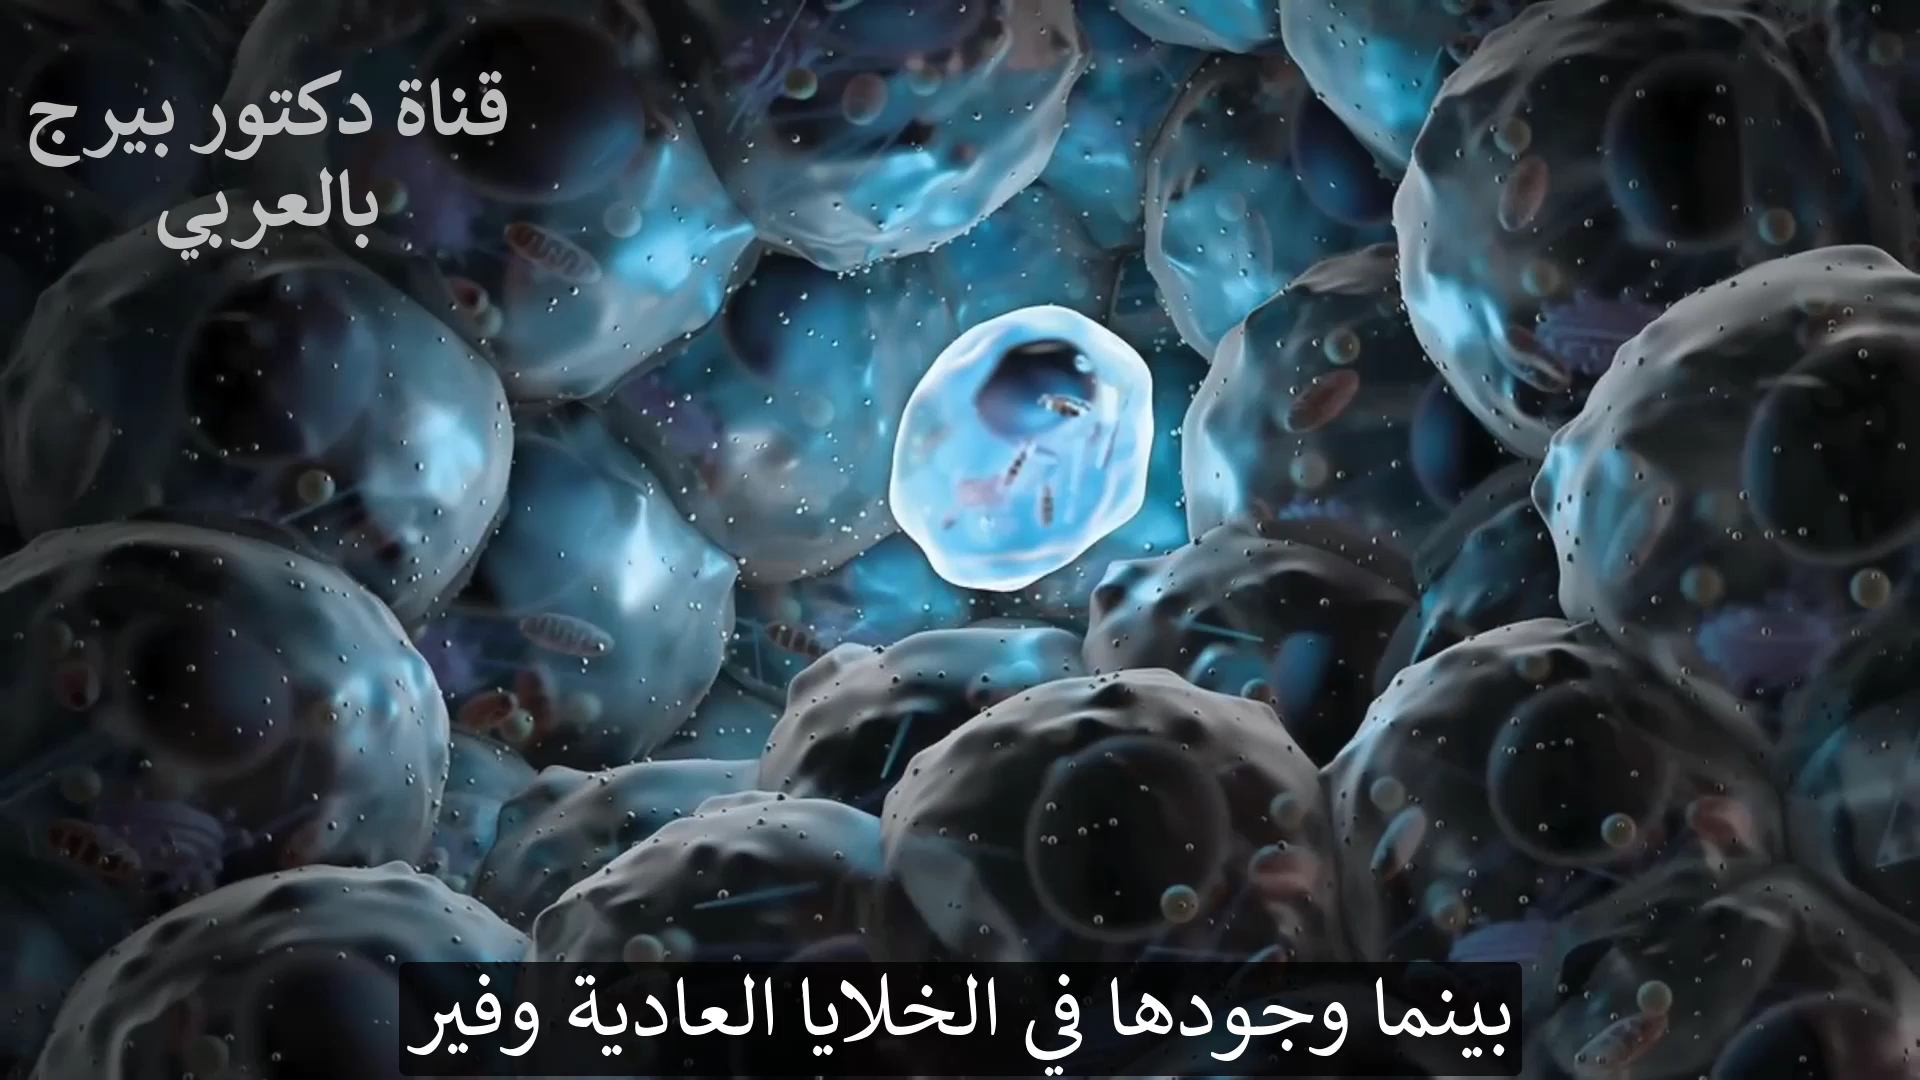 قناة دكتور بيرج
بالعربي
بينما وجودها في الخلايا العادية وفير